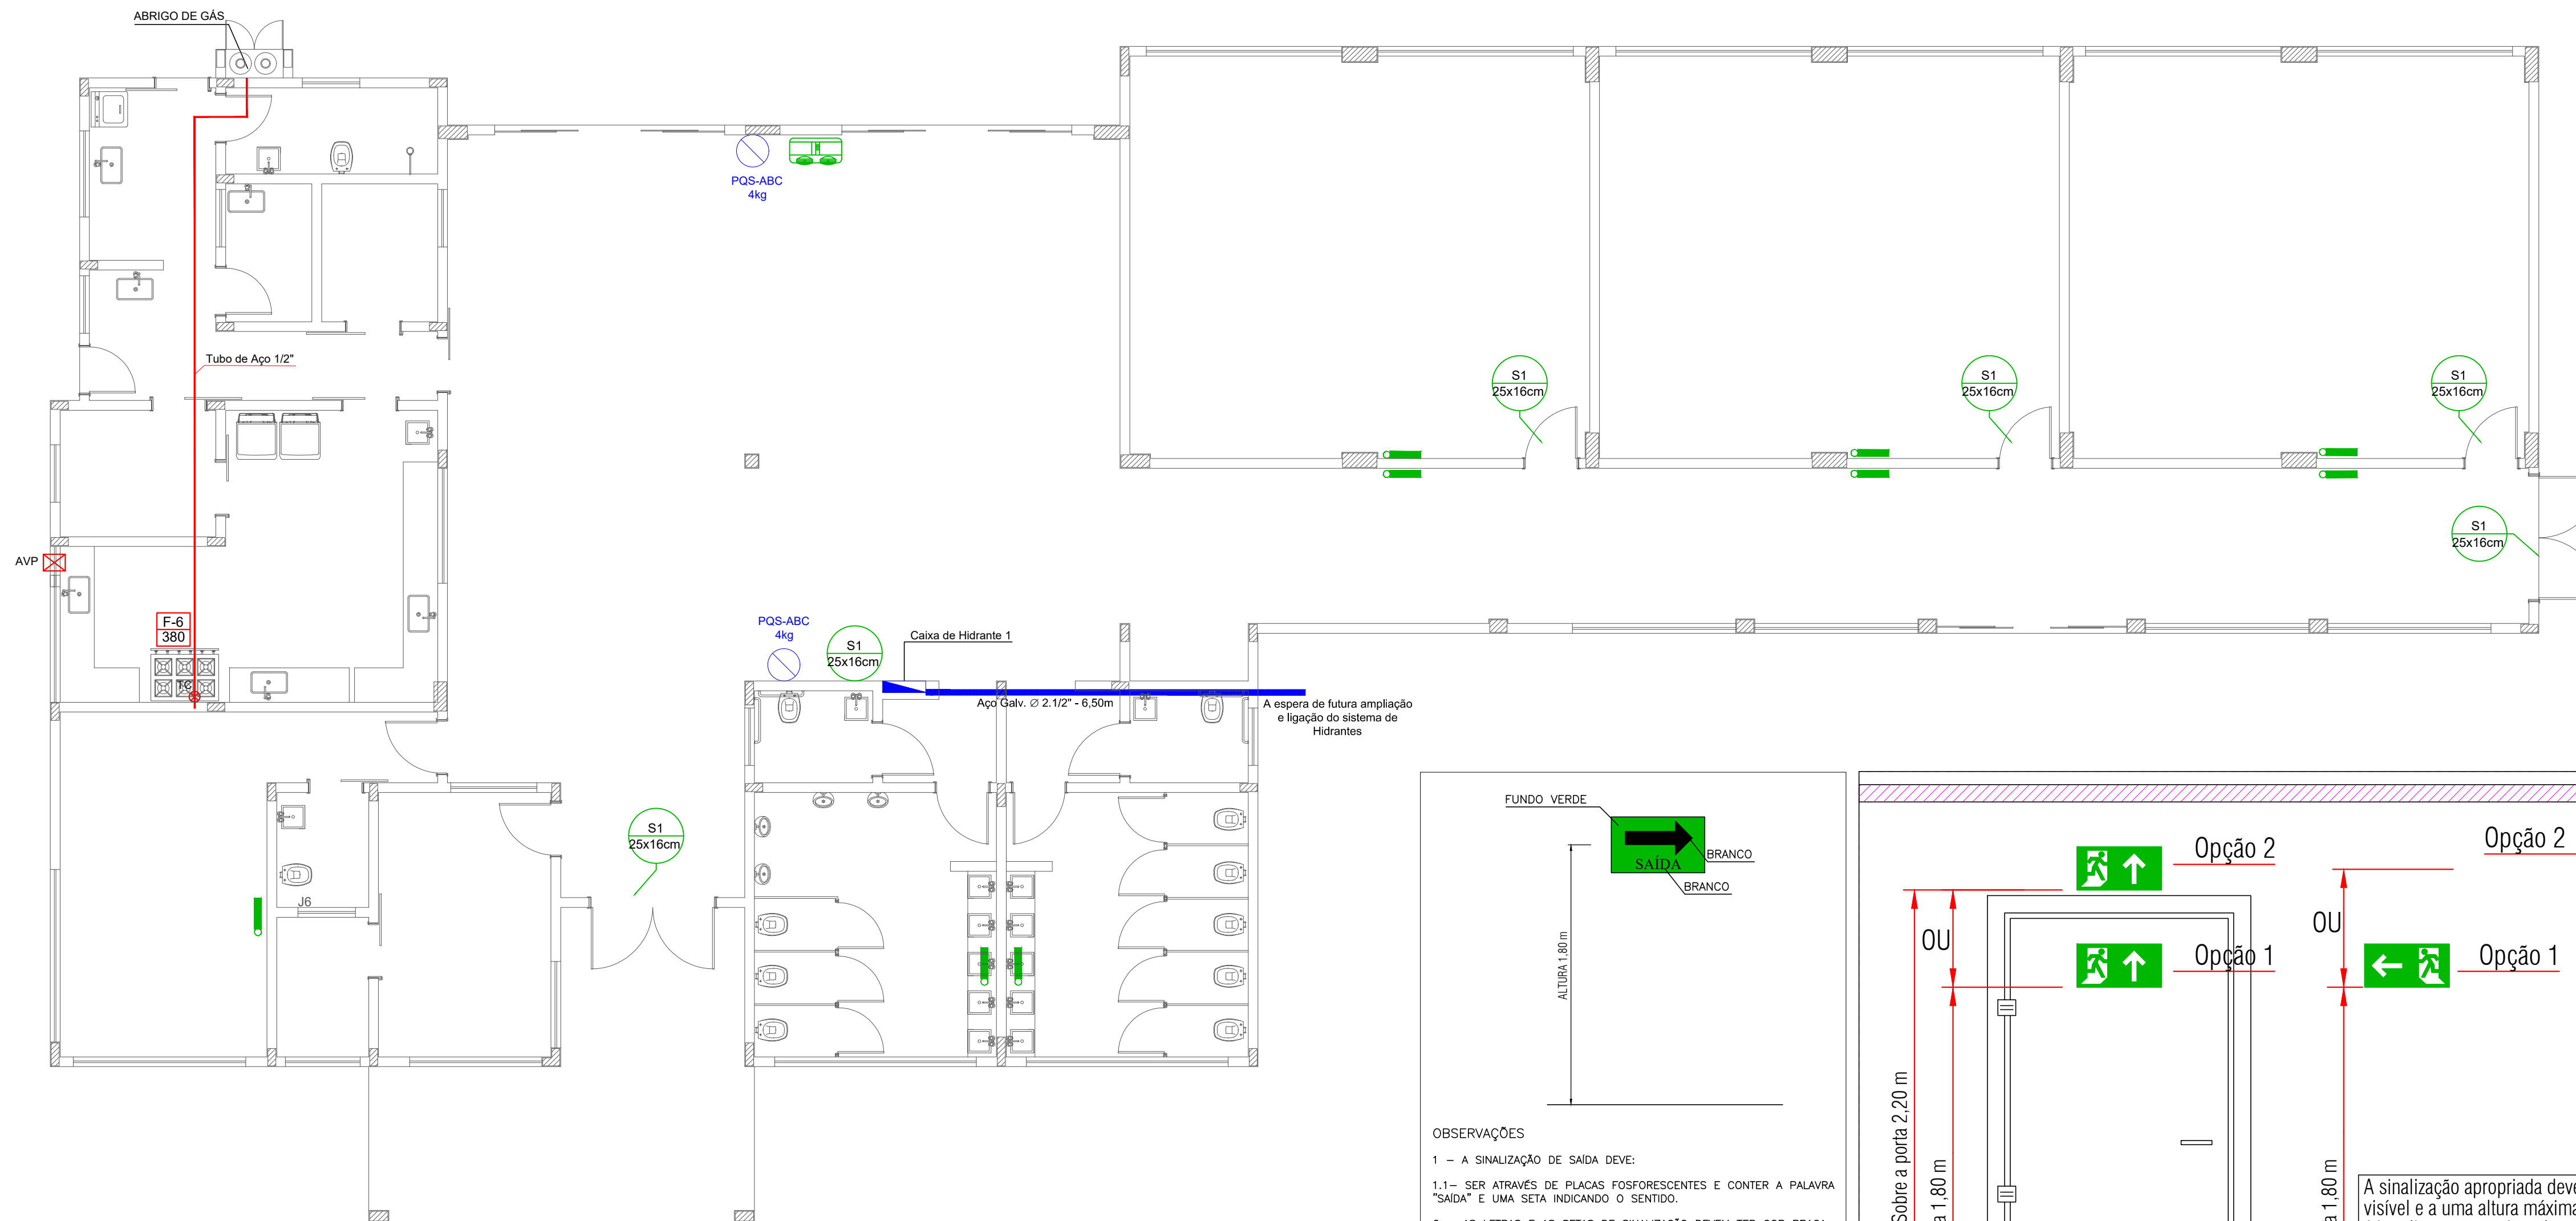 ABRIGO DE GÁS
PQS-ABC
4kg
Tubo de Aço 1/2"
S1
25x16cm
S1
25x16cm
S1
25x16cm
S1
25x16cm
AVP
F-6
380
TC
PQS-ABC
4kg
S1
25x16cm
Caixa de Hidrante 1
Aço Galv. Ø 2.1/2" - 6,50m
A espera de futura ampliação
e ligação do sistema de
Hidrantes
S1
25x16cm
J6
FUNDO VERDE
SAÍDA
BRANCO
BRANCO
ALTURA 1,80 m
OBSERVAÇÕES
1 – A SINALIZAÇÃO DE SAÍDA DEVE:
1.1– SER ATRAVÉS DE PLACAS FOSFORESCENTES E CONTER A PALAVRA
"SAÍDA" E UMA SETA INDICANDO O SENTIDO.
Opção 2
Opção 2
OU
Opção 1
OU
Opção 1
Sobre a porta 2,20 m
a 1,80 m
a 1,80 m
A sinalização apropriada deve
visível e a uma altura máxima